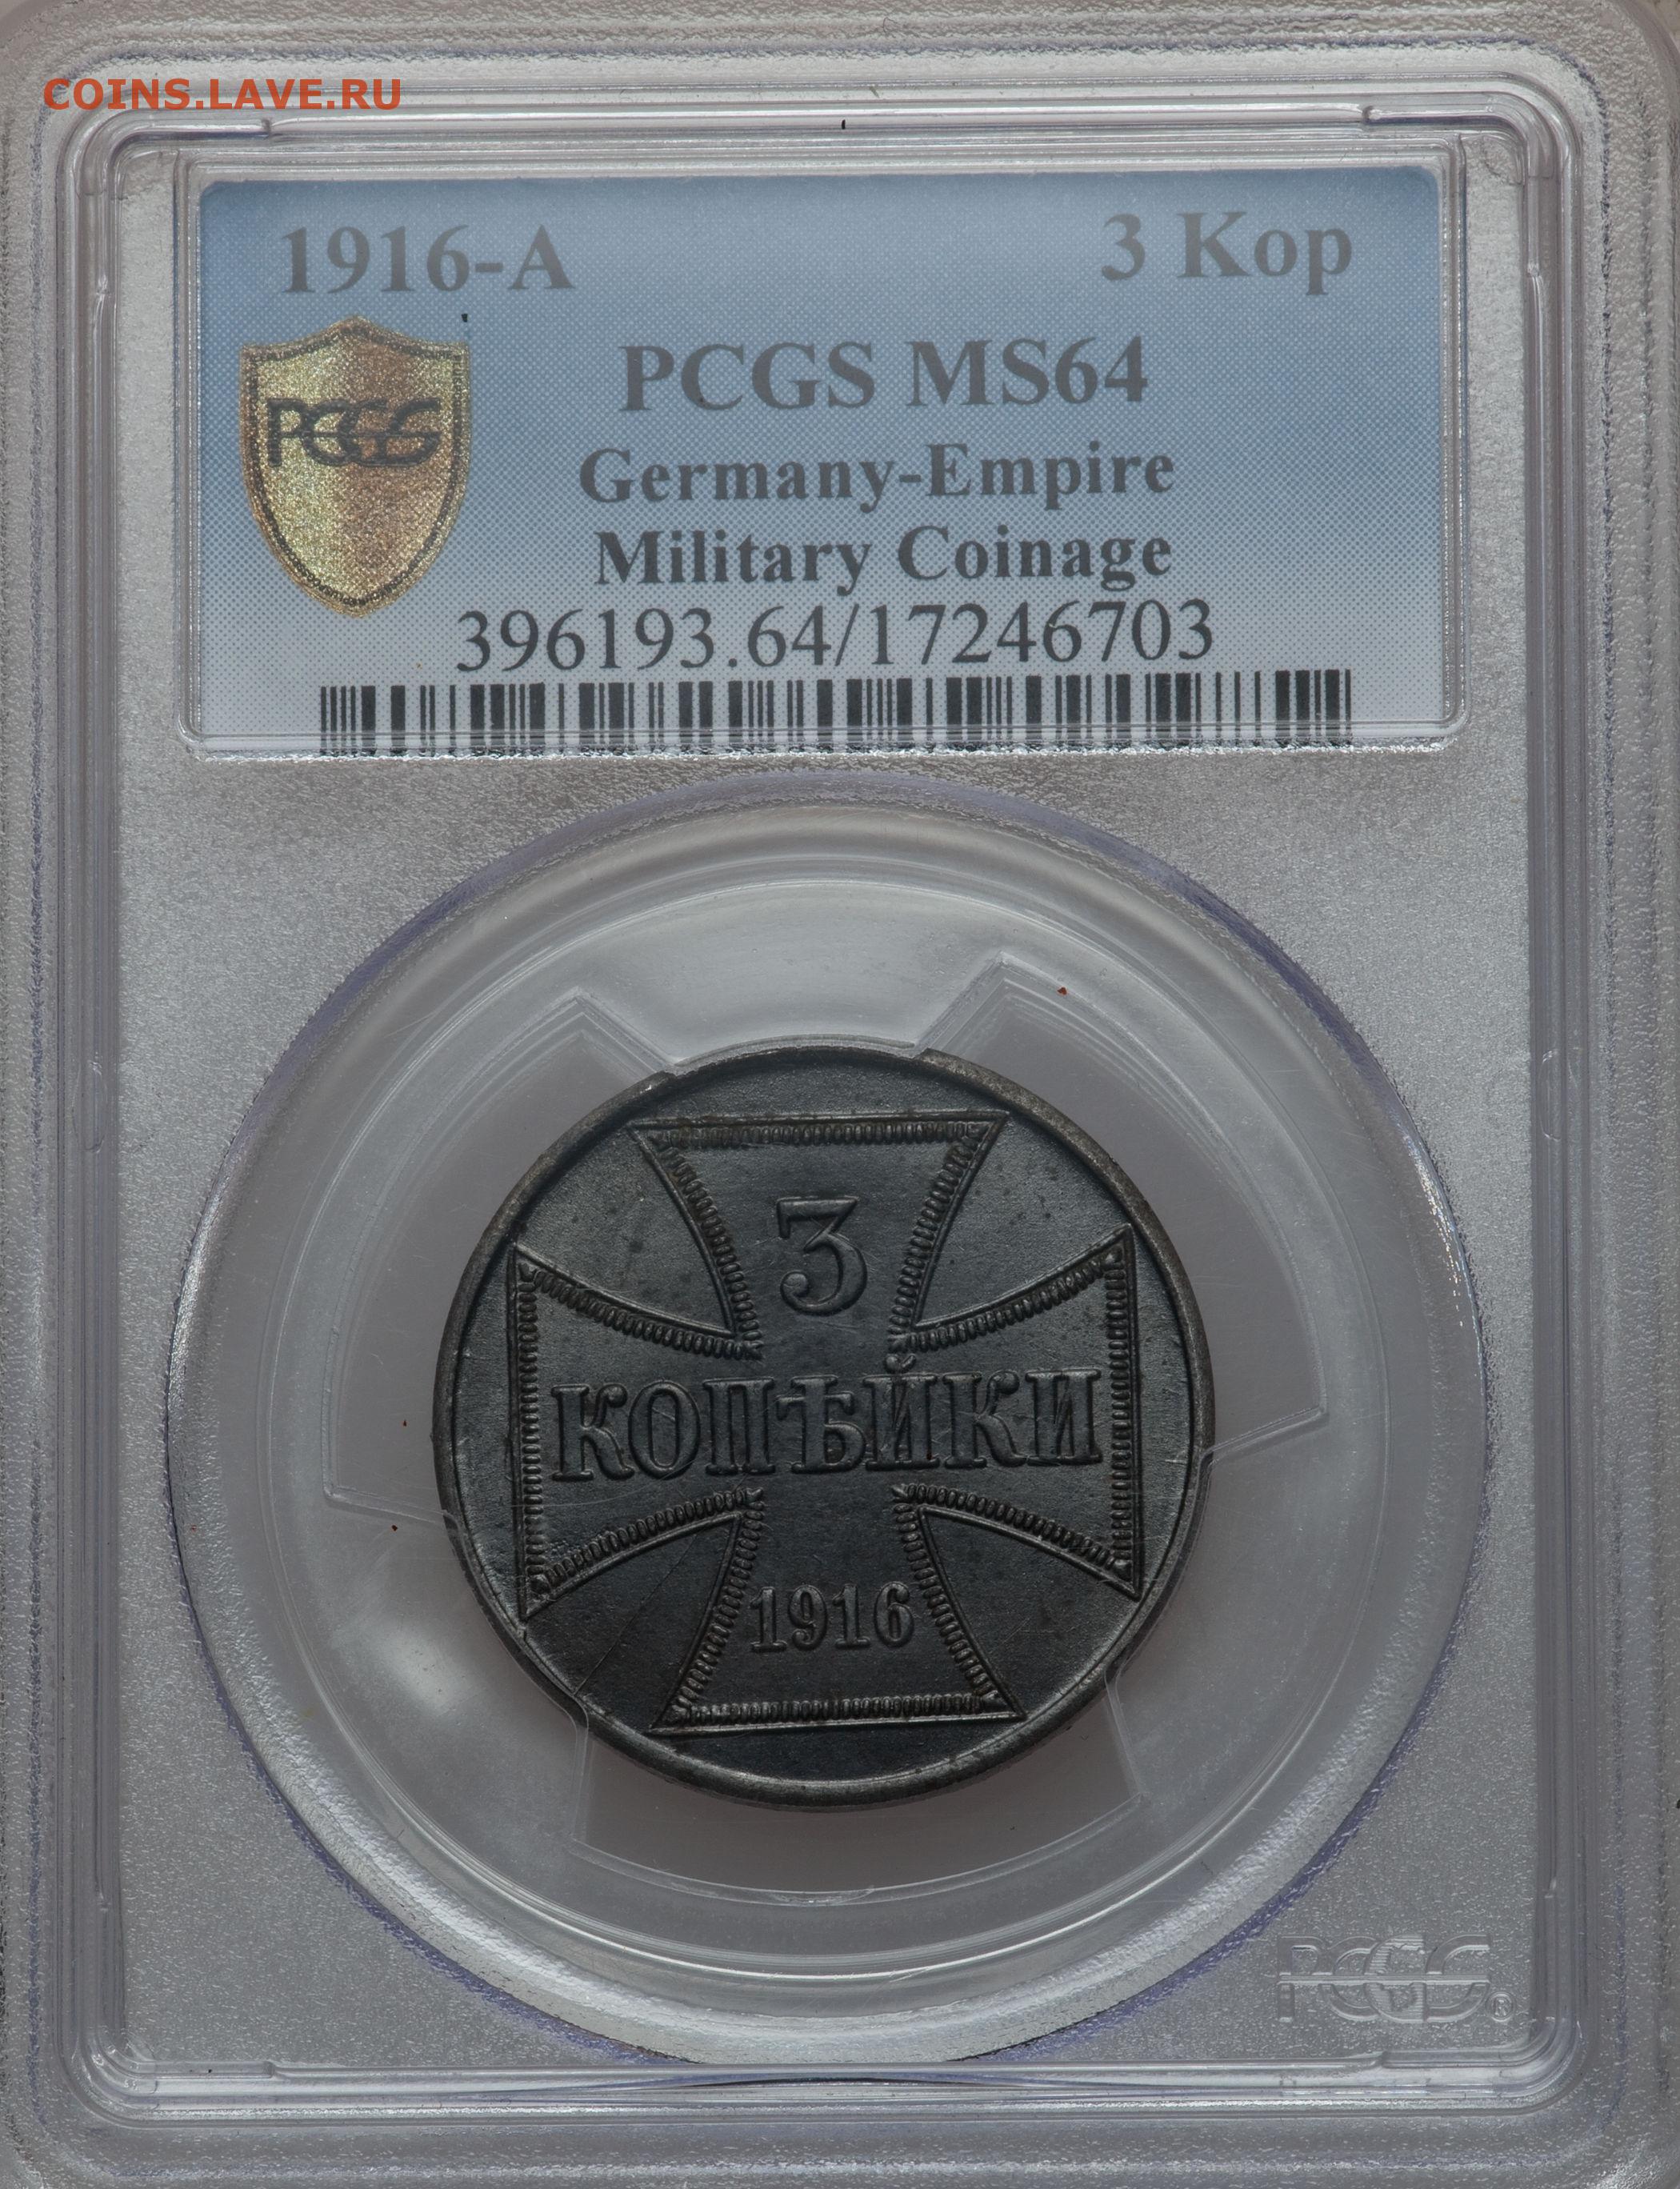 COINS.LAVE.RU
1916-A 3 Kop
PCGS
PCGS MS64
Germany-Empire
Military Coinage
396193.64/17246703
3
КОПѢЙКИ
1916
PCGS®